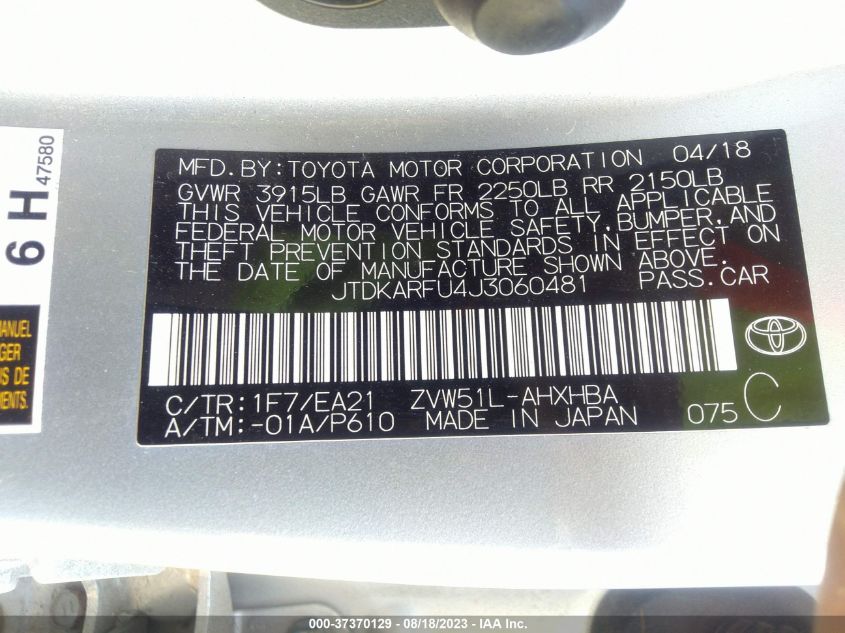 MFD.BY:TOYOTA MOTOR CORPORATION 04/18
GVWR 3915LB GAWR FR 2250LB RR 2150LB
THIS VEHICLE CONFORMS TO ALL APPLICABLE
FEDERAL MOTOR VEHICLE SAFETY,BUMPER,AND
THEFT PREVENTION STANDARDS IN EFFECT ON
THE DATE OF MANUFACTURE SHOWN ABOVE.
JTDKARFU4J3060481 PASS.CAR
C/TR:1F7/EA21 ZVW51L-AHXHBA
A/TM:-01A/P610 MADE IN JAPAN 075 C
6 H
47580
MANUEL
GER
IS DE
MENTS.
000-37370129 - 08/18/2023 - IAA Inc.